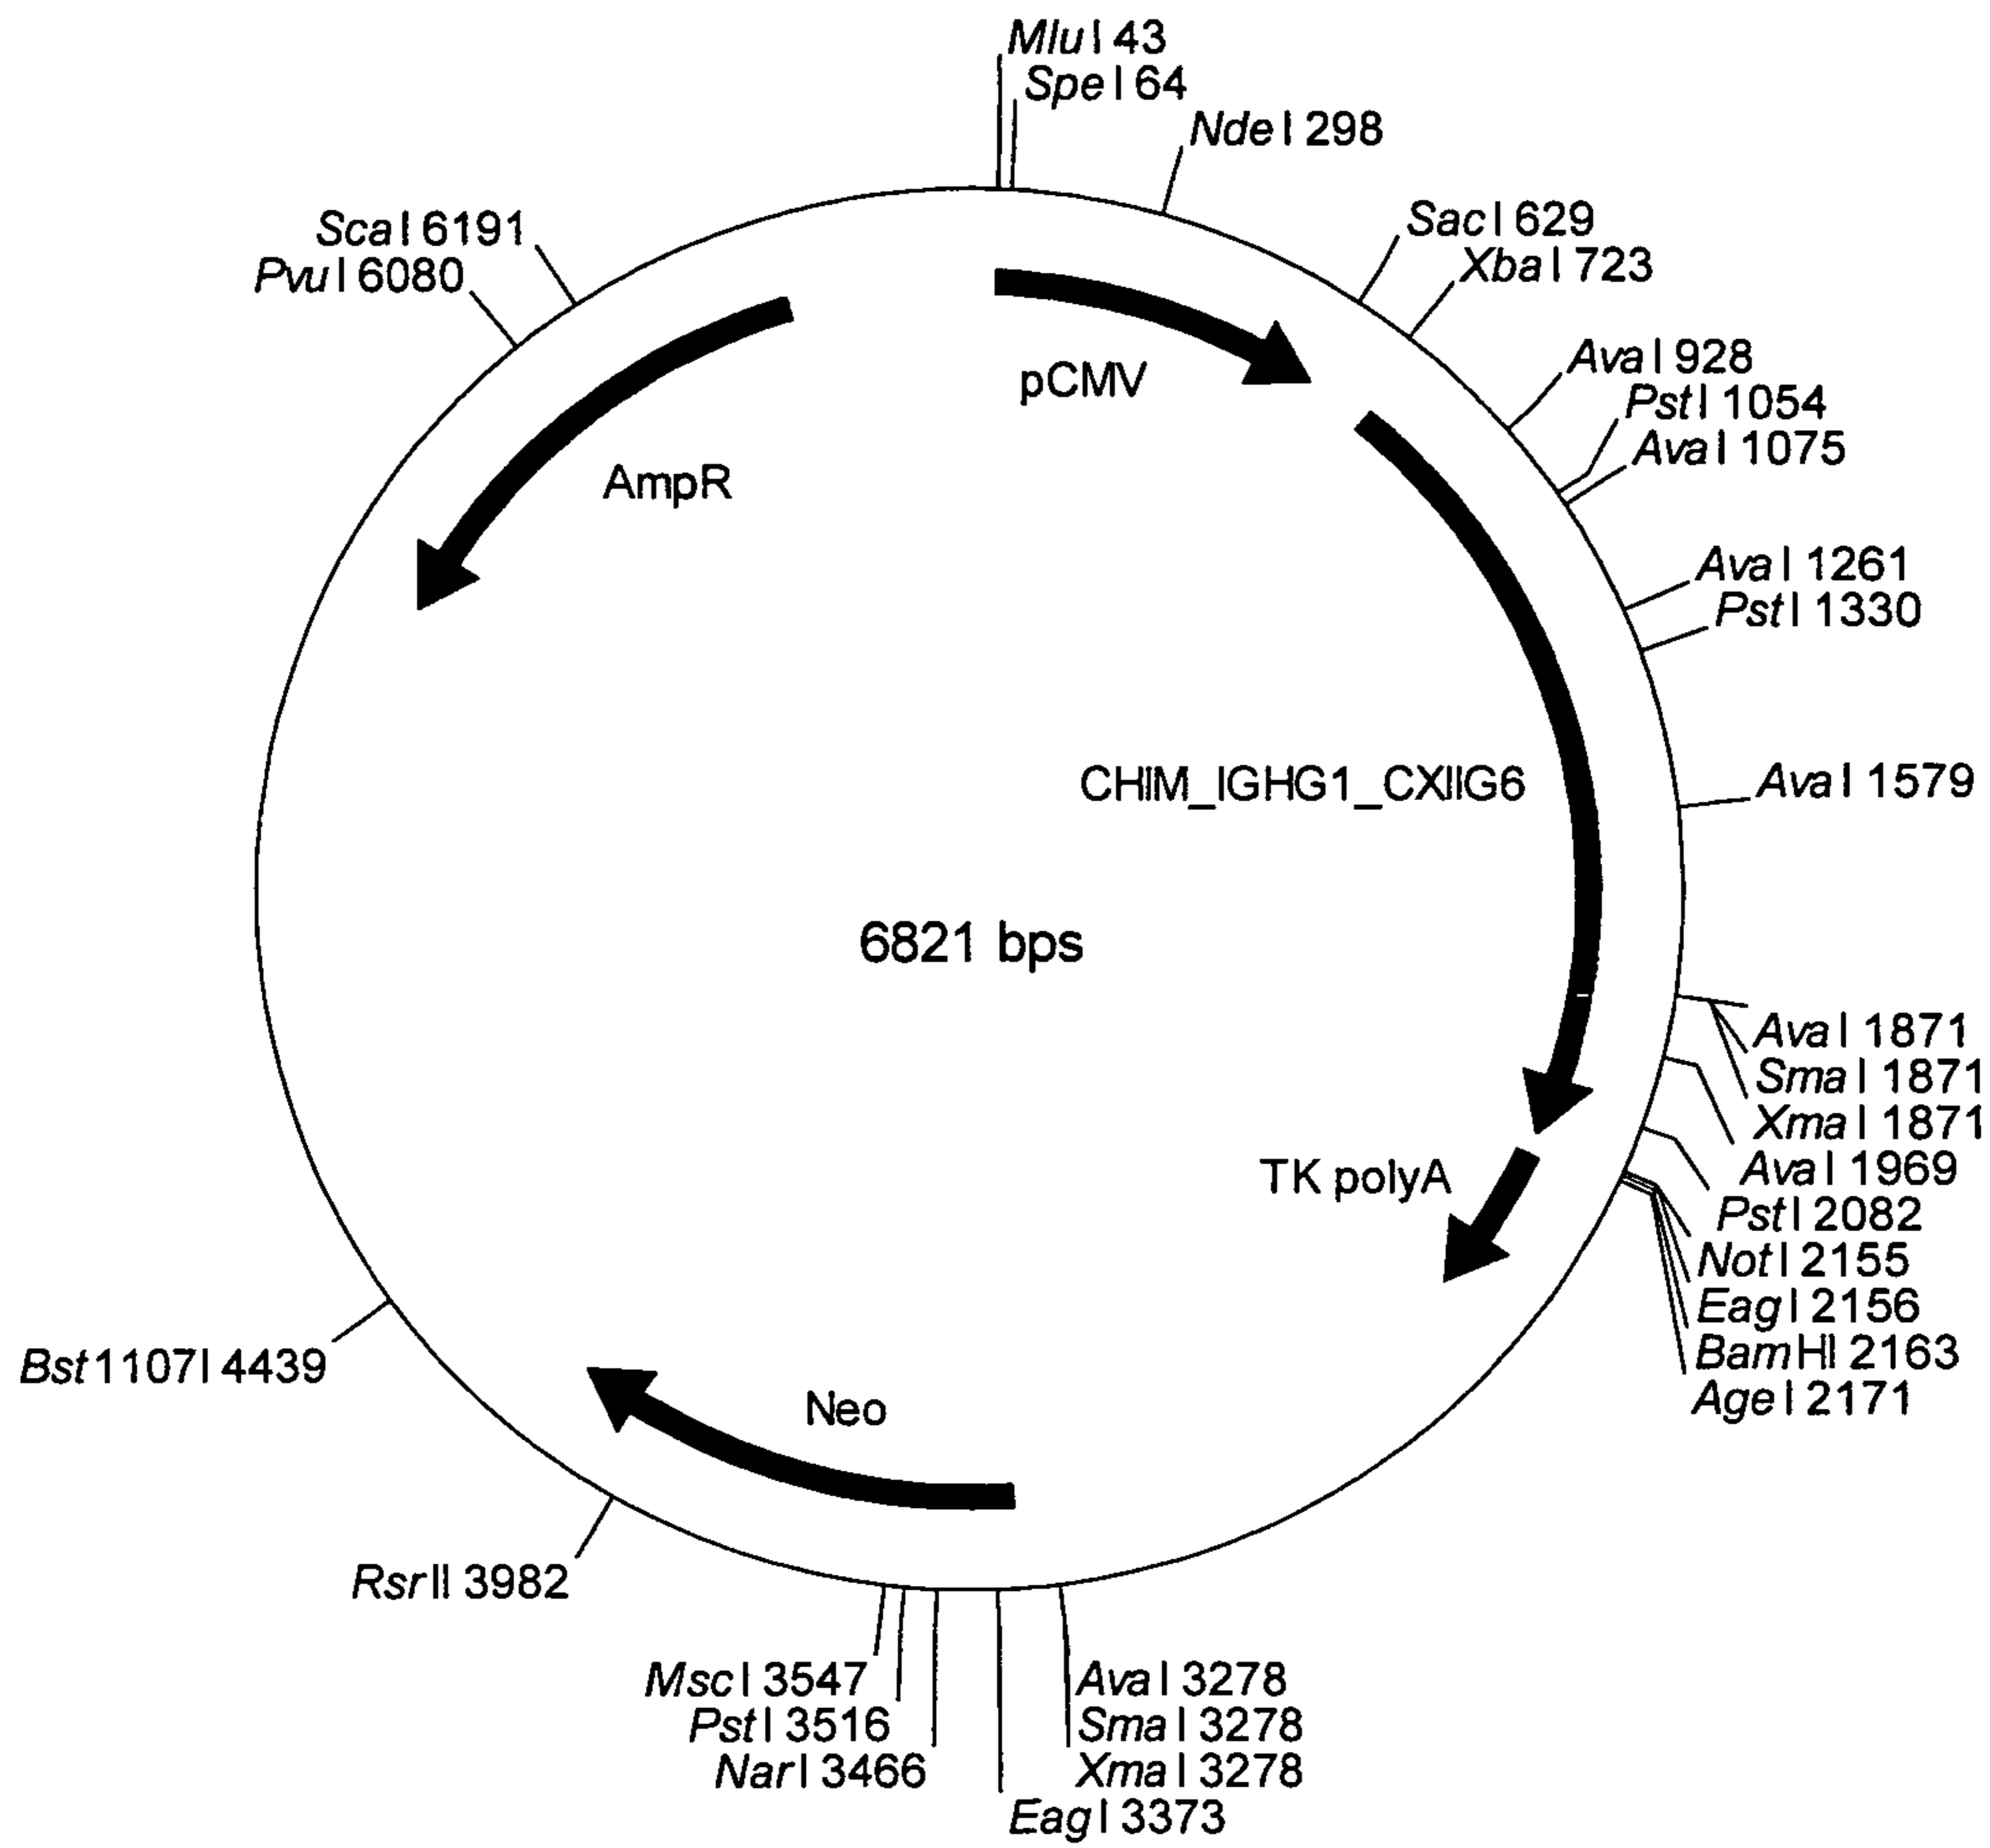 MluI 43
SpeI 64
NdeI 298
SacI 629
XbaI 723
AvaI 928
PstI 1054
AvaI 1075
AvaI 1261
PstI 1330
AvaI 1579
AvaI 1871
SmaI 1871
XmaI 1871
AvaI 1969
PstI 2082
NotI 2155
EagI 2156
BamHI 2163
AgeI 2171
AvaI 3278
SmaI 3278
XmaI 3278
EagI 3373
NarI 3466
PstI 3516
MscI 3547
RsrII 3982
Bst1107I 4439
PvuI 6080
ScaI 6191
pCMV
CHIM_IGHG1_CXIIG6
TK polyA
Neo
AmpR
6821 bps